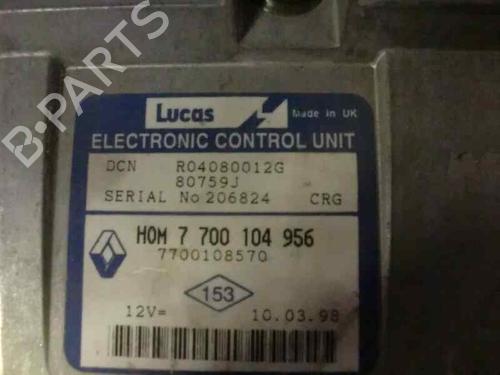 B-PARTS
Lucas
Made in UK
ELECTRONIC CONTROL UNIT
DCN R04080012G
80759J
SERIAL No 206824 CRG
HOM 7 700 104 956
7700108570
153
12V= 10.03.98